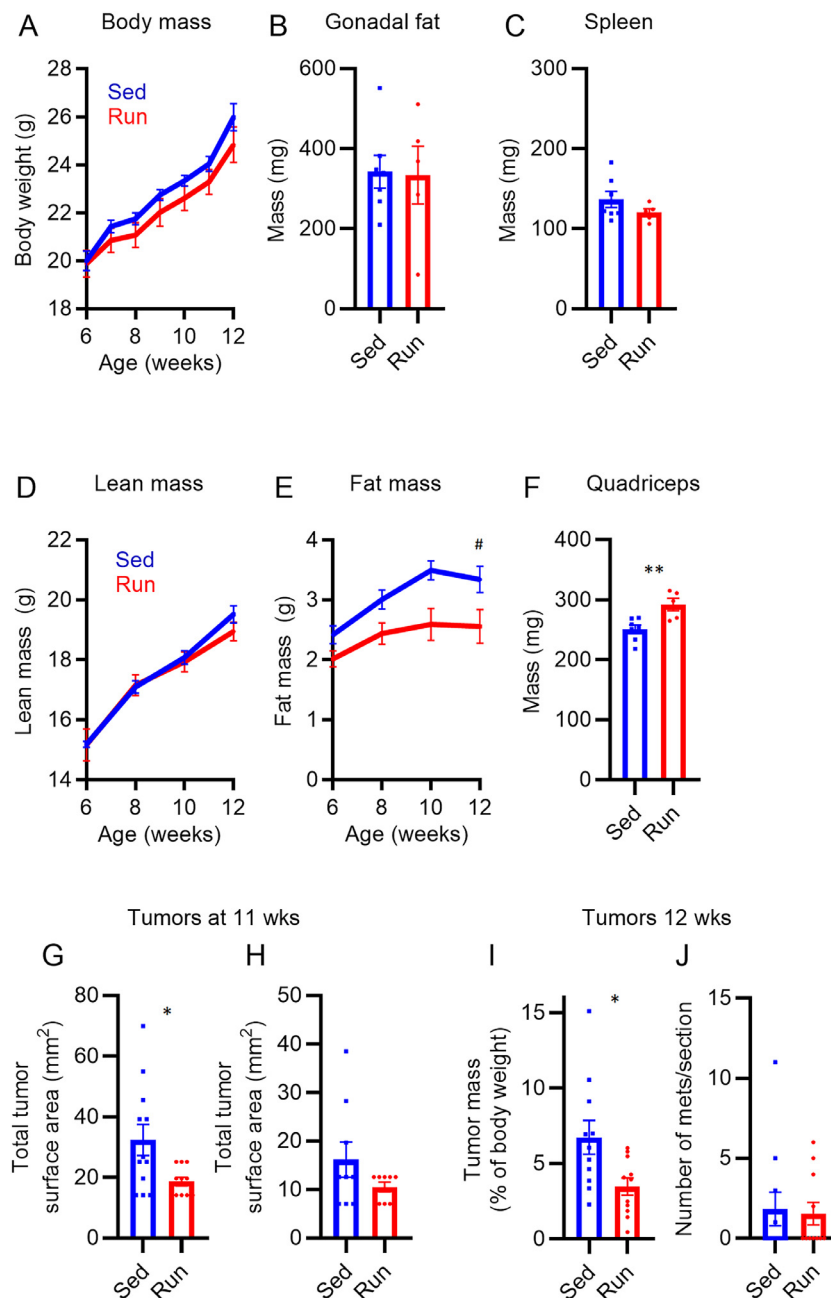 A Body mass
B Gonadal fat
C Spleen
Body weight (g)
28
26
24
22
20
18
Sed
Run
6 8 10 12
Age (weeks)
Mass (mg)
600
400
200
0
Sed Run
Mass (mg)
300
200
100
0
Sed Run
D Lean mass
E Fat mass
F Quadriceps
Lean mass (g)
22
20
18
16
14
Sed
Run
6 8 10 12
Age (weeks)
Fat mass (g)
4
3
2
1
0
#
6 8 10 12
Age (weeks)
Mass (mg)
400
300
200
100
0
**
Sed Run
Tumors at 11 wks
Tumors 12 wks
G
H
I
J
Total tumor
surface area (mm²)
80
60
40
20
0
*
Sed Run
Total tumor
surface area (mm²)
50
40
30
20
10
0
Sed Run
Tumor mass
(% of body weight)
15
10
5
0
*
Sed Run
Number of mets/section
15
10
5
0
Sed Run